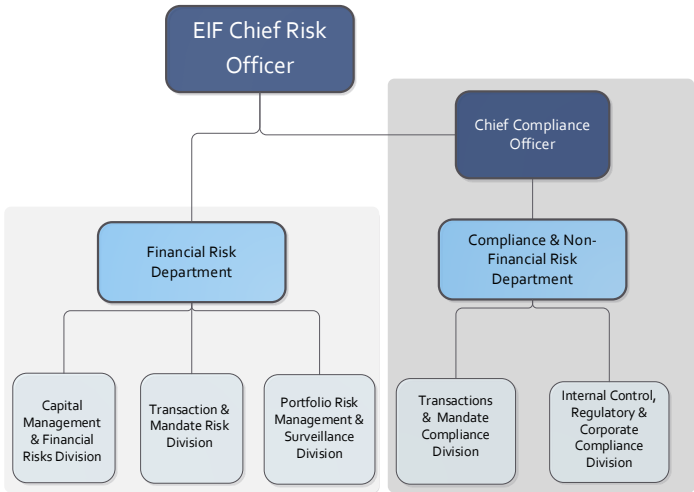 EIF Chief Risk
Officer
Chief Compliance
Officer
Financial Risk
Department
Compliance & Non-
Financial Risk
Department
Capital
Management
& Financial
Risks Division
Transaction &
Mandate Risk
Division
Portfolio Risk
Management &
Surveillance
Division
Transactions
& Mandate
Compliance
Division
Internal Control,
Regulatory &
Corporate
Compliance
Division